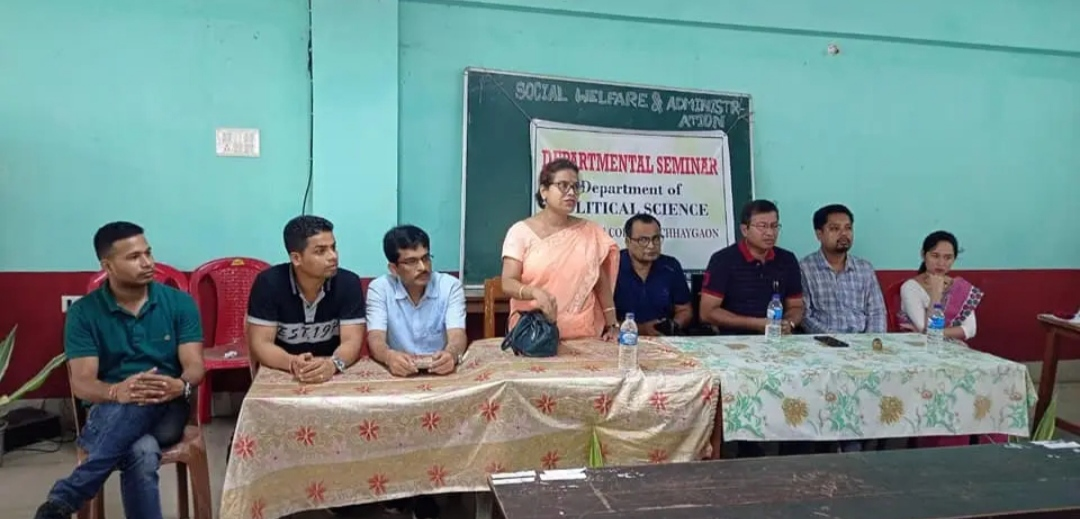 SOCIAL WELFARE & ADMINISTR-
ATION
DEPARTMENTAL SEMINAR
Department of
LITICAL SCIENCE
CHHAYGAON